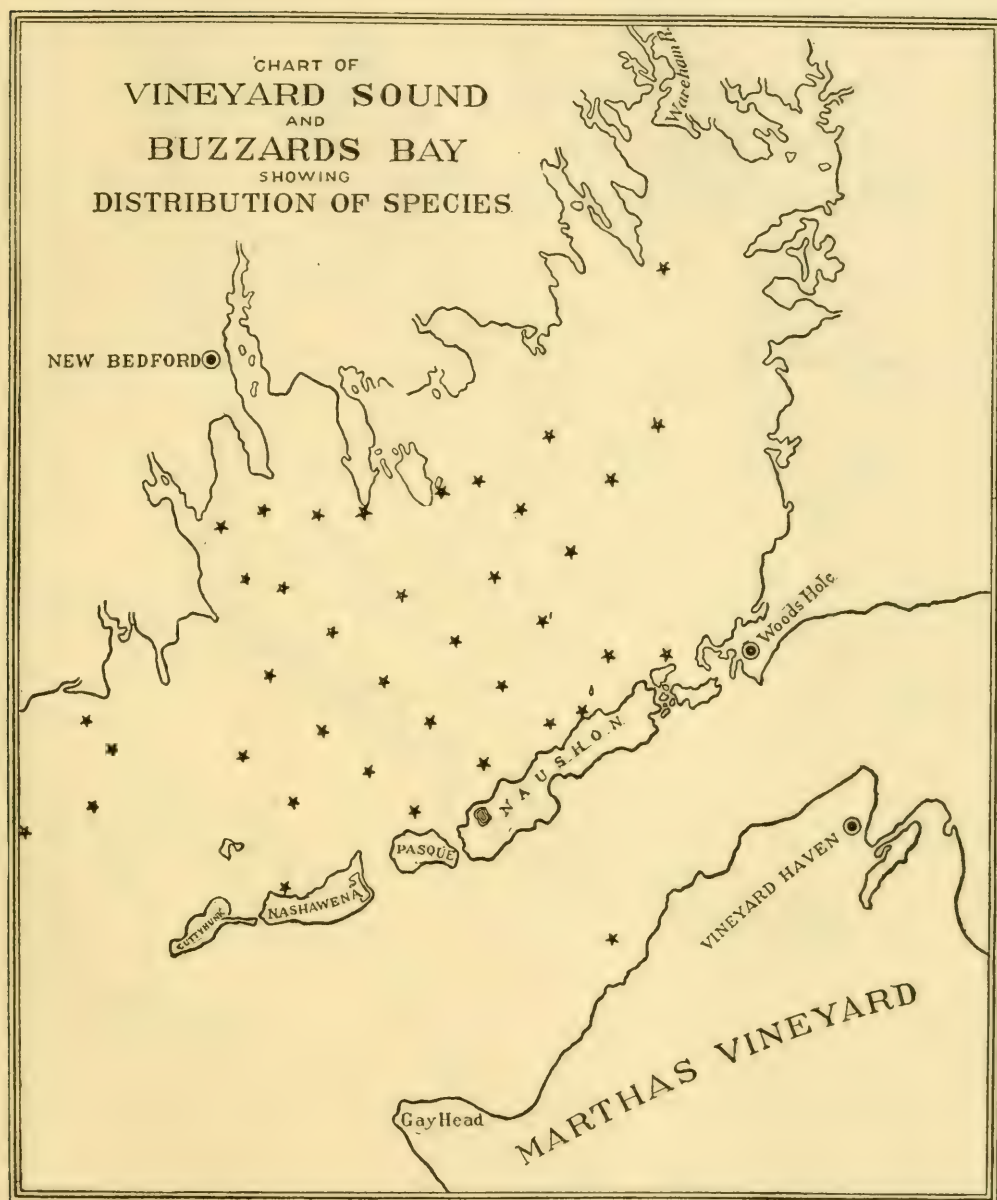 CHART OF
VINEYARD SOUND
AND
BUZZARDS BAY
SHOWING
DISTRIBUTION OF SPECIES
Wareham R.
NEW BEDFORD
Woods Hole
NAUSHON
PASQUE
NASHAWENA
CUTTYHUNK
VINEYARD HAVEN
MARTHAS VINEYARD
Gay Head